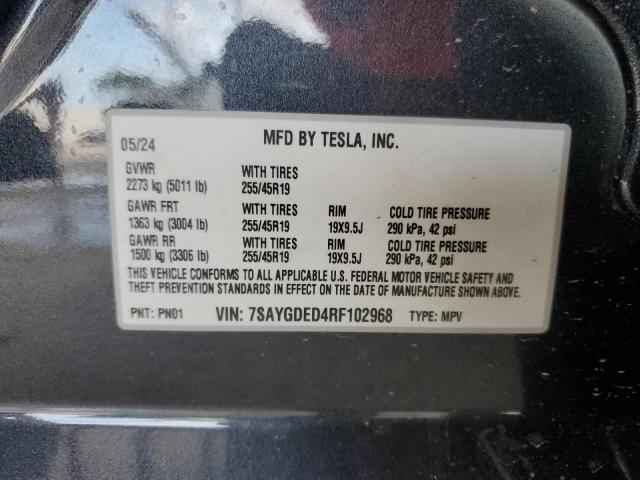 05/24 MFD BY TESLA, INC.
GVWR WITH TIRES
2273 kg (5011 lb) 255/45R19
GAWR FRT WITH TIRES RIM COLD TIRE PRESSURE
1363 kg (3004 lb) 255/45R19 19X9.5J 290 kPa, 42 psi
GAWR RR WITH TIRES RIM COLD TIRE PRESSURE
1500 kg (3306 lb) 255/45R19 19X9.5J 290 kPa, 42 psi
THIS VEHICLE CONFORMS TO ALL APPLICABLE U.S. FEDERAL MOTOR VEHICLE SAFETY AND
THEFT PREVENTION STANDARDS IN EFFECT ON THE DATE OF MANUFACTURE SHOWN ABOVE.
PNT: PN01 VIN: 7SAYGDED4RF102968 TYPE: MPV